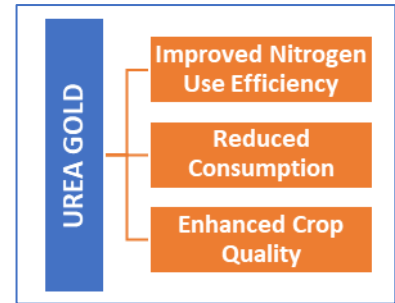 UREA GOLD
Improved Nitrogen
Use Efficiency
Reduced
Consumption
Enhanced Crop
Quality